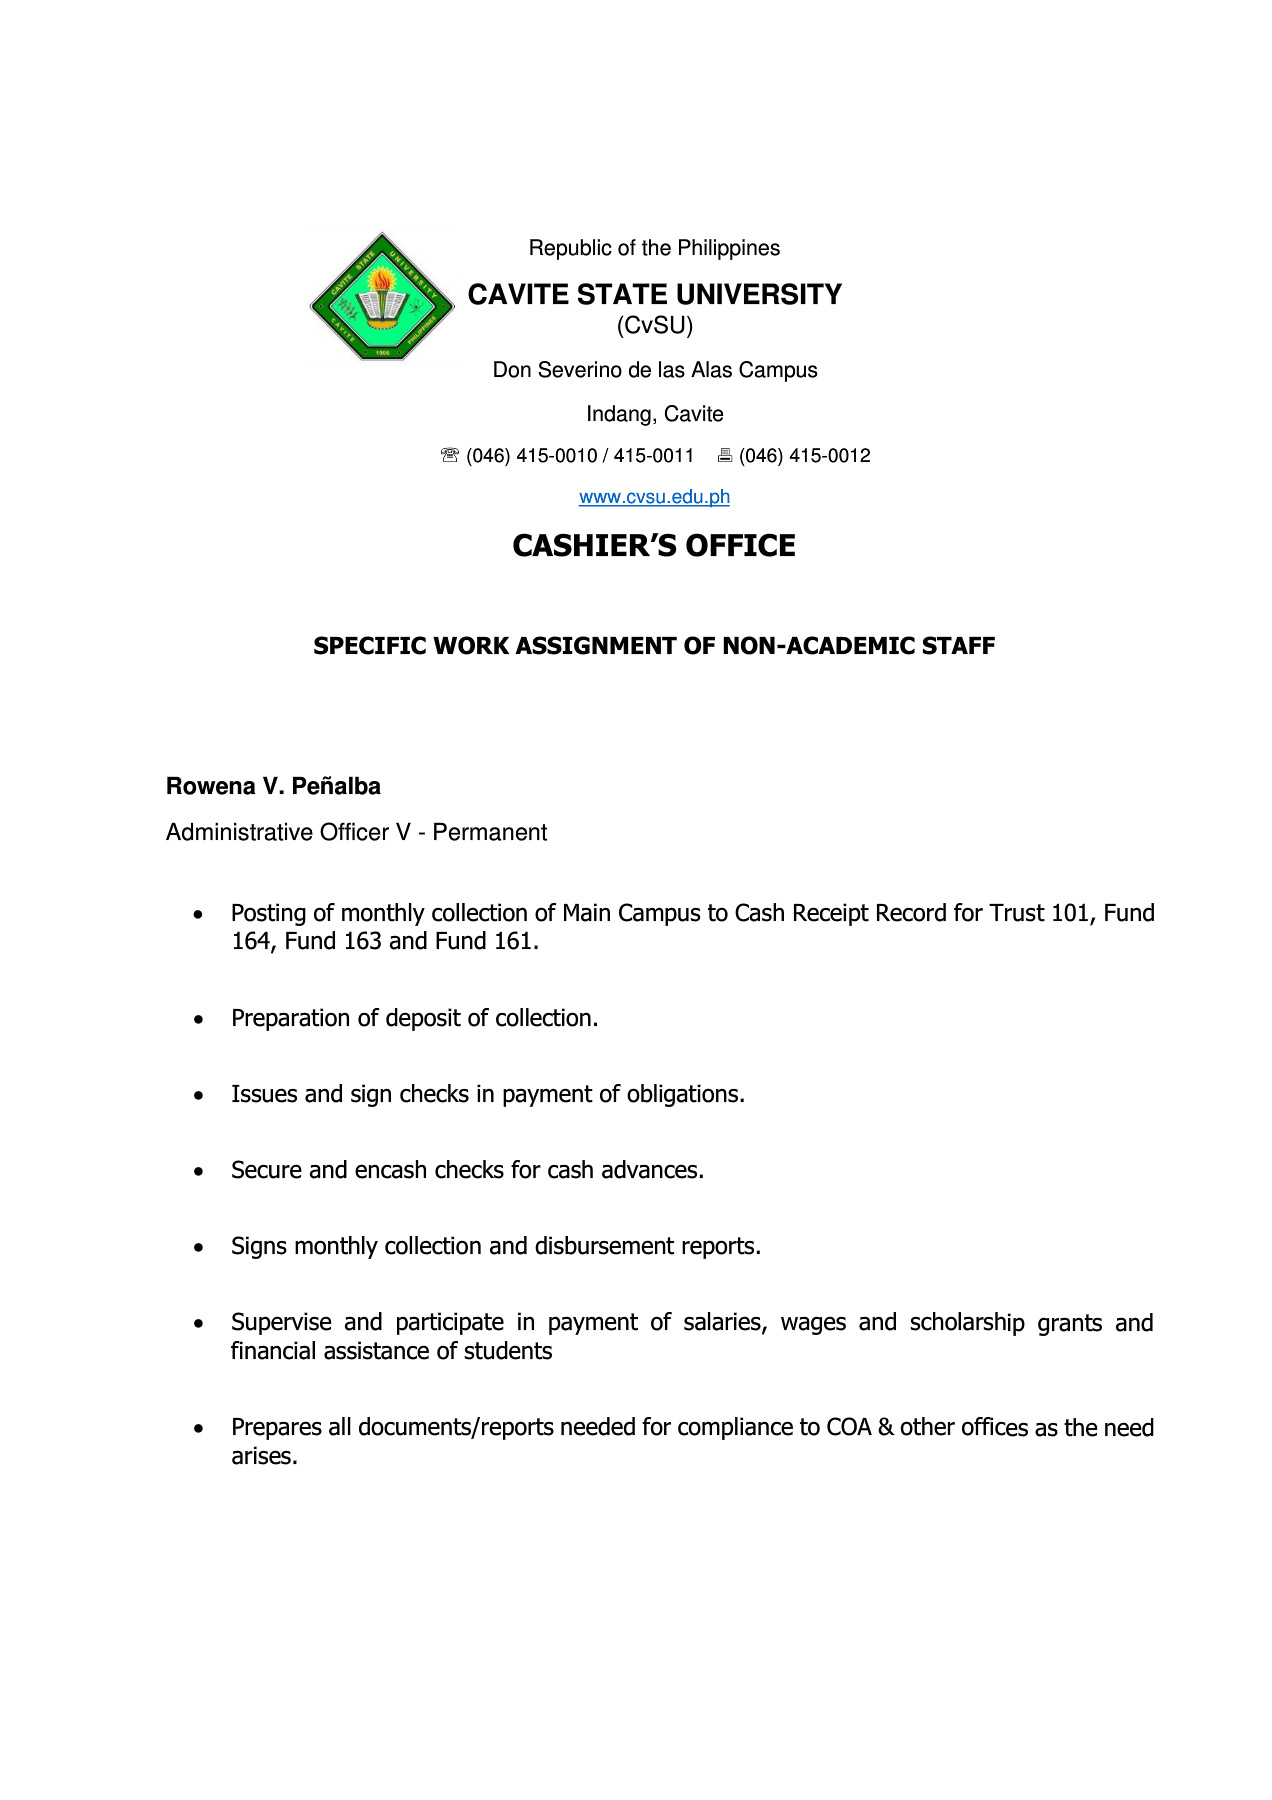 Republic of the Philippines
CAVITE STATE UNIVERSITY
(CvSU)
Don Severino de las Alas Campus
Indang, Cavite
☏ (046) 415-0010 / 415-0011 🖶 (046) 415-0012
www.cvsu.edu.ph
CAVITE STATE UNIVERSITY
CAVITE 1906 PHILIPPINES
CASHIER’S OFFICE
SPECIFIC WORK ASSIGNMENT OF NON-ACADEMIC STAFF
Rowena V. Peñalba
Administrative Officer V - Permanent
• Posting of monthly collection of Main Campus to Cash Receipt Record for Trust 101, Fund
164, Fund 163 and Fund 161.
• Preparation of deposit of collection.
• Issues and sign checks in payment of obligations.
• Secure and encash checks for cash advances.
• Signs monthly collection and disbursement reports.
• Supervise and participate in payment of salaries, wages and scholarship grants and
financial assistance of students
• Prepares all documents/reports needed for compliance to COA & other offices as the need
arises.